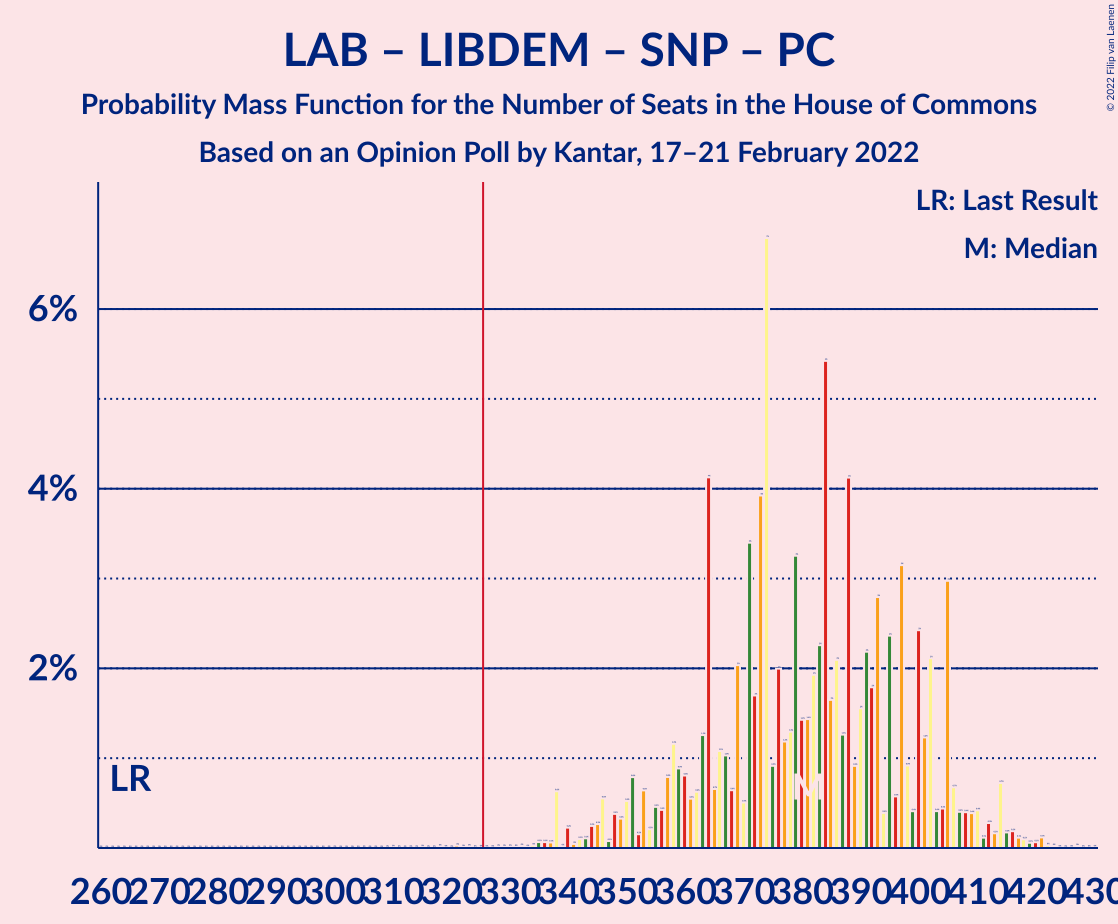 LAB – LIBDEM – SNP – PC
Probability Mass Function for the Number of Seats in the House of Commons
Based on an Opinion Poll by Kantar, 17–21 February 2022
© 2022 Filip van Laenen
LR: Last Result
M: Median
6%
4%
2%
LR
M
260 270 280 290 300 310 320 330 340 350 360 370 380 390 400 410 420 430